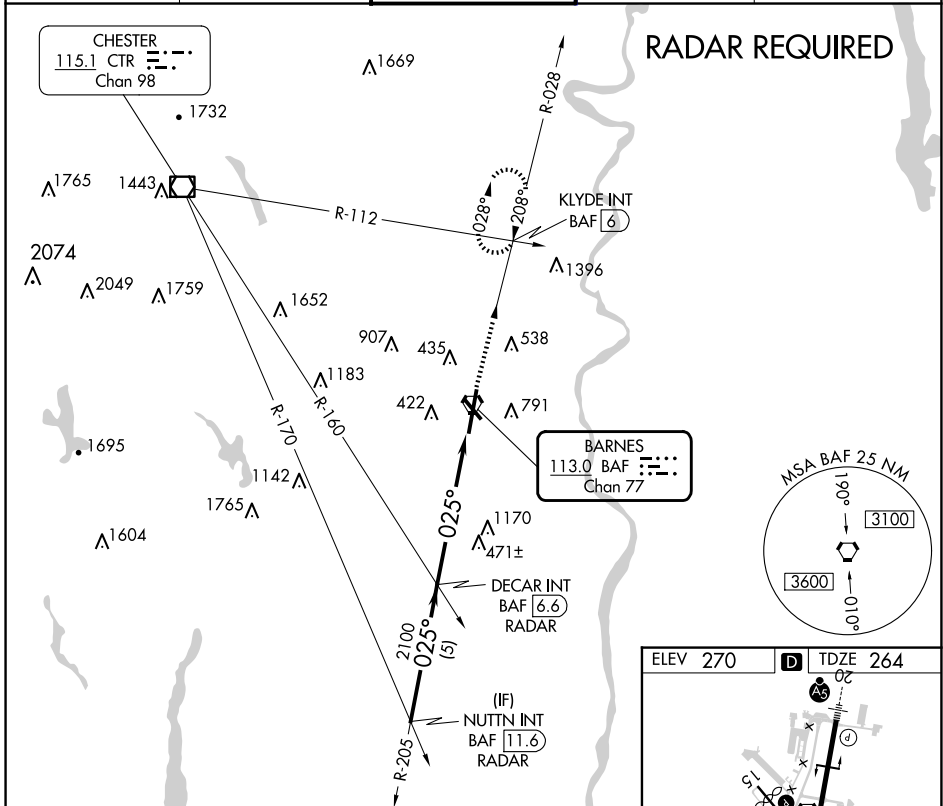 CHESTER
115.1 CTR
Chan 98
RADAR REQUIRED
1669
1732
R-028
1765
1443
R-112
028°
208°
KLYDE INT
BAF 6
2074
2049
1759
1652
1396
907
435
538
1183
R-170
R-160
422
791
1695
BARNES
113.0 BAF
Chan 77
1142
1765
025°
MSA BAF 25 NM
190°
3100
3600
010°
1604
1170
471±
DECAR INT
BAF 6.6
RADAR
2100
025°
(5)
(IF)
NUTTN INT
BAF 11.6
RADAR
R-205
ELEV 270
D
TDZE 264
20
A5
P
15